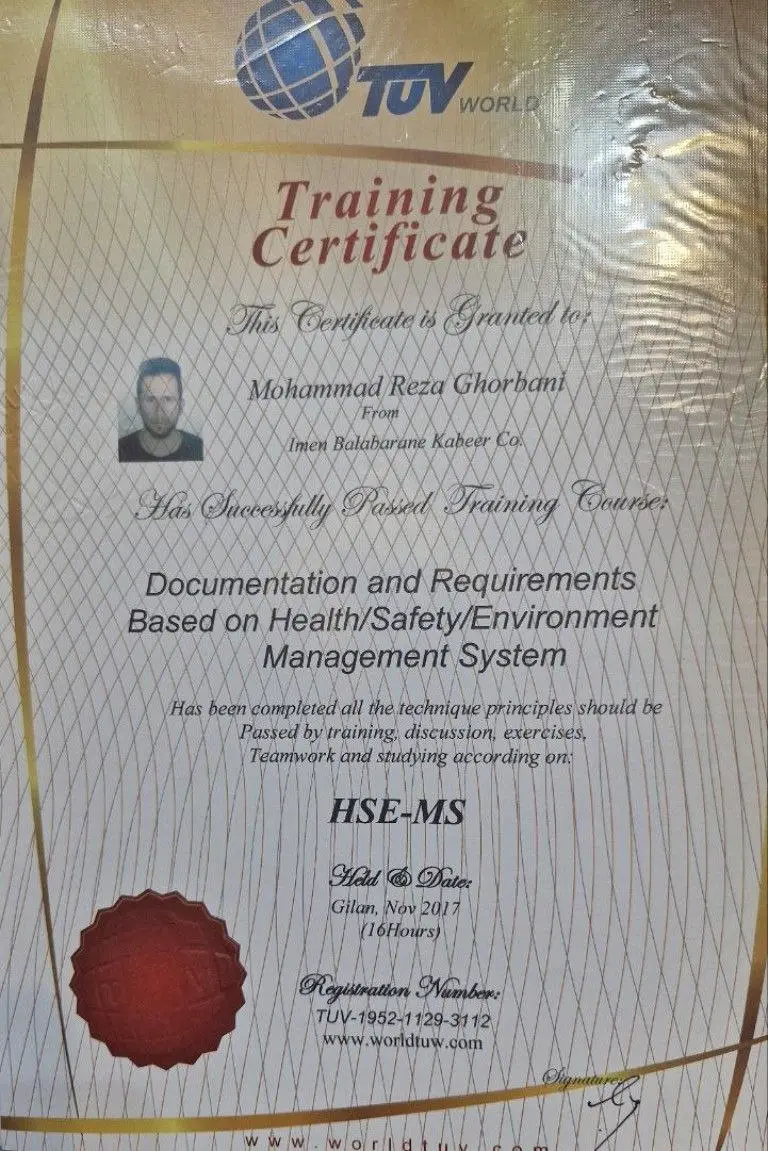 TUV WORLD
Training
Certificate
This Certificate is Granted to:
Mohammad Reza Ghorbani
From
Imen Balabarane Kabeer Co.
Has Successfully Passed Training Course:
Documentation and Requirements
Based on Health/Safety/Environment
Management System
Has been completed all the technique principles should be
Passed by training, discussion, exercises,
Teamwork and studying according on:
HSE-MS
Held & Date:
Gilan, Nov 2017
(16Hours)
Registration Number:
TUV-1952-1129-3112
www.worldtuw.com
Signature:
www.worldtuv.com